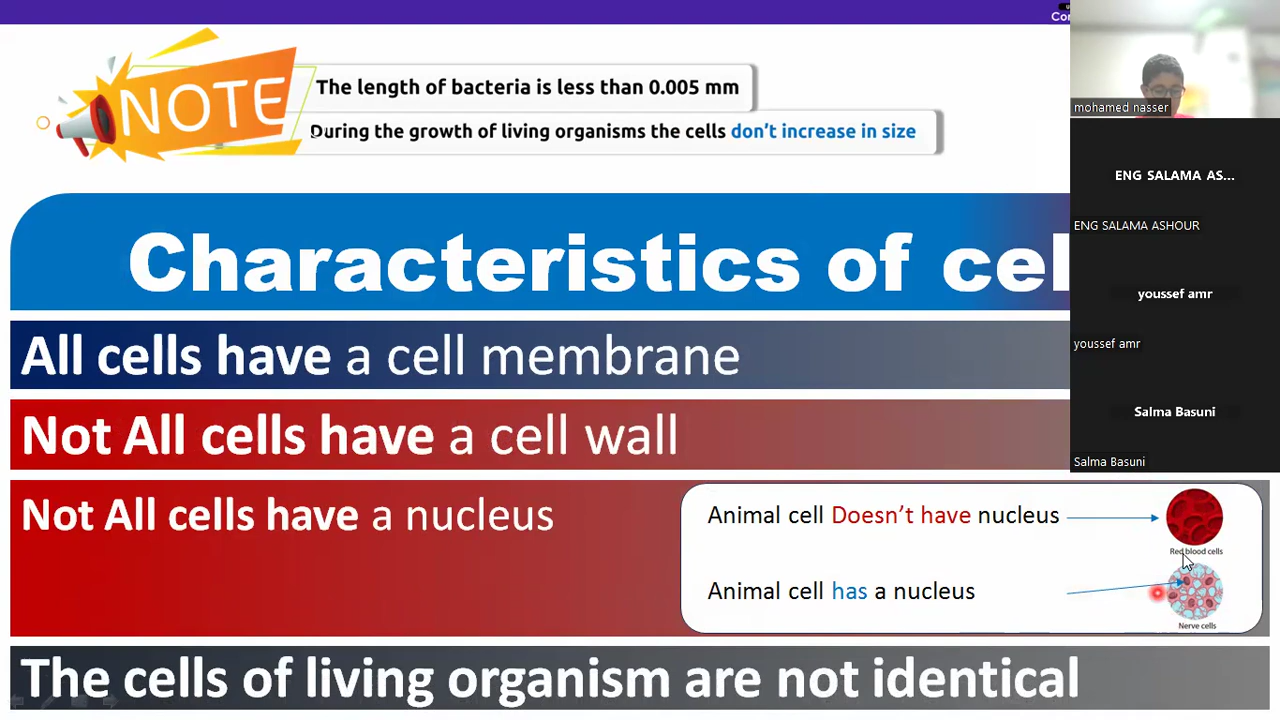 NOTE
The length of bacteria is less than 0.005 mm
During the growth of living organisms the cells don't increase in size
Characteristics of cel
All cells have a cell membrane
Not All cells have a cell wall
Not All cells have a nucleus
Animal cell Doesn't have nucleus
Red blood cells
Animal cell has a nucleus
Nerve cells
The cells of living organism are not identical
mohamed nasser
ENG SALAMA AS...
ENG SALAMA ASHOUR
youssef amr
youssef amr
Salma Basuni
Salma Basuni